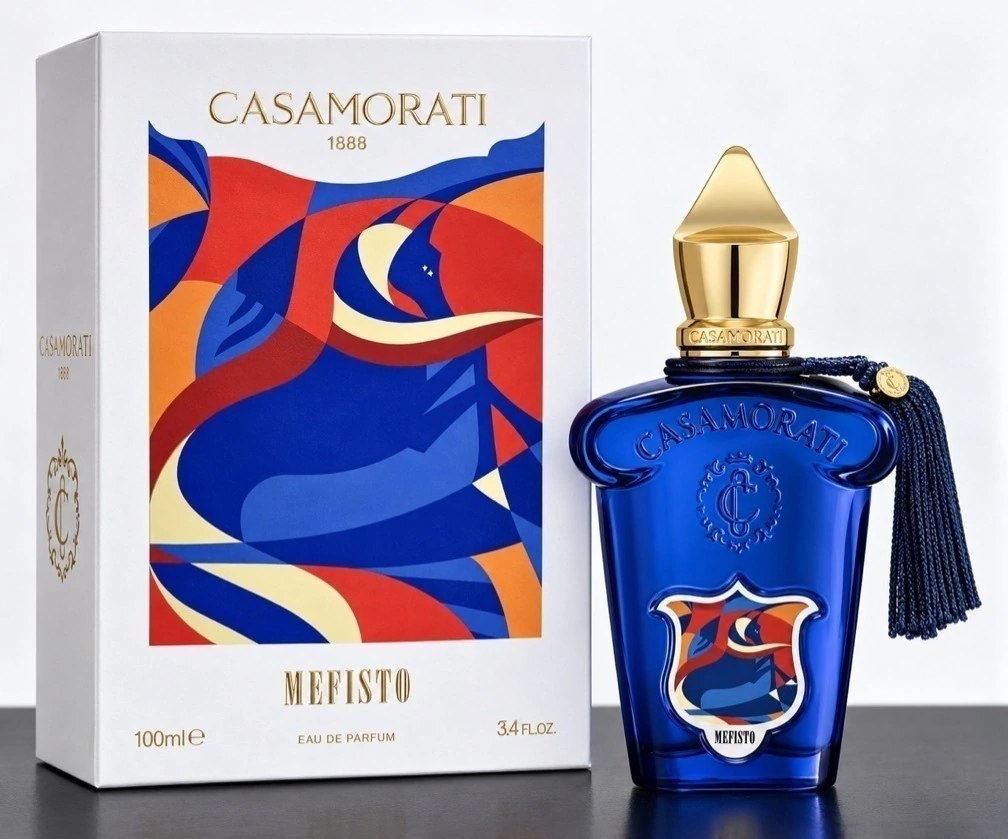 CASAMORATI
1888
CASAMORATI
1888
MEFISTO
100ml e
EAU DE PARFUM
3.4 FL.OZ.
CASAMORATI
CASAMORATI
C
MEFISTO